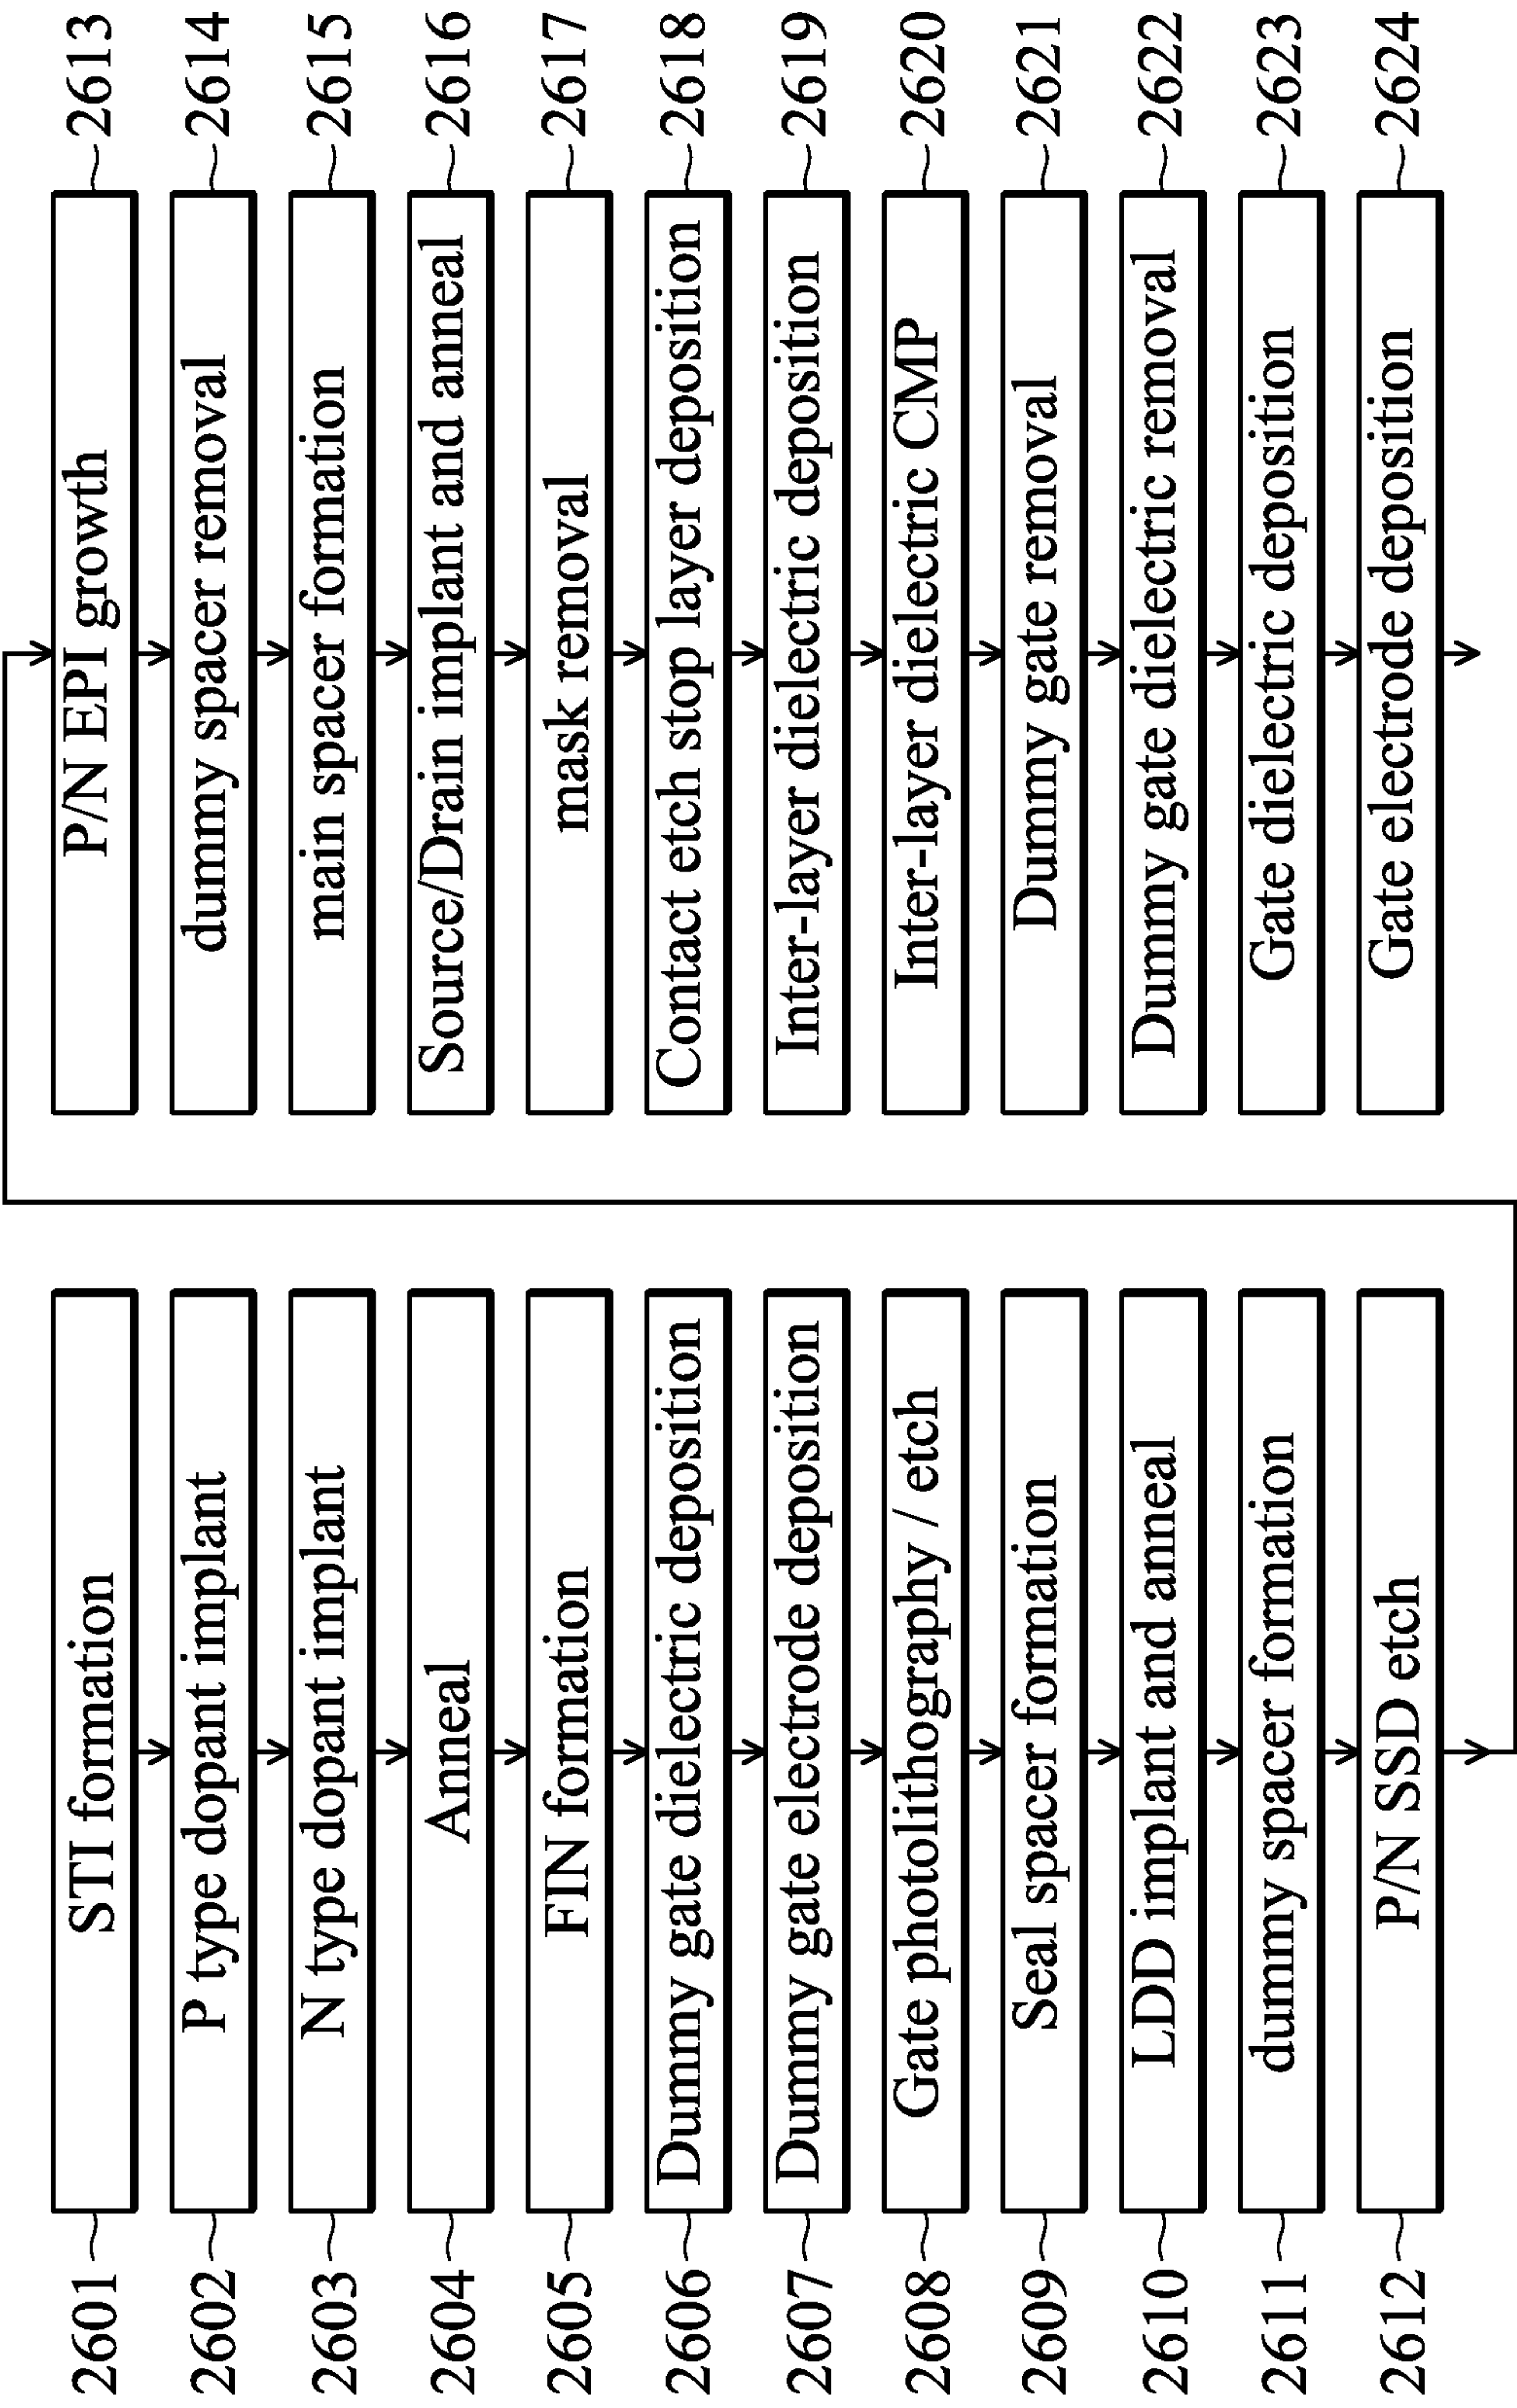 2601
STI formation
2602
P type dopant implant
2603
N type dopant implant
2604
Anneal
2605
FIN formation
2606
Dummy gate dielectric deposition
2607
Dummy gate electrode deposition
2608
Gate photolithography / etch
2609
Seal spacer formation
2610
LDD implant and anneal
2611
dummy spacer formation
2612
P/N SSD etch
P/N EPI growth
2613
dummy spacer removal
2614
main spacer formation
2615
Source/Drain implant and anneal
2616
mask removal
2617
Contact etch stop layer deposition
2618
Inter-layer dielectric deposition
2619
Inter-layer dielectric CMP
2620
Dummy gate removal
2621
Dummy gate dielectric removal
2622
Gate dielectric deposition
2623
Gate electrode deposition
2624